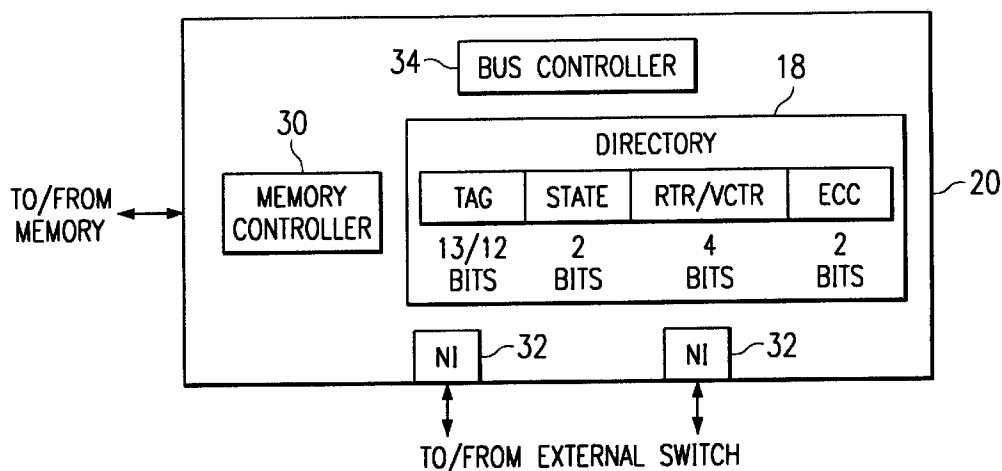 34
BUS CONTROLLER
18
30
DIRECTORY
MEMORY
CONTROLLER
TAG STATE RTR/VCTR ECC
20
TO/FROM
MEMORY
13/12 2 4 2
BITS BITS BITS BITS
NI 32 NI 32
TO/FROM EXTERNAL SWITCH